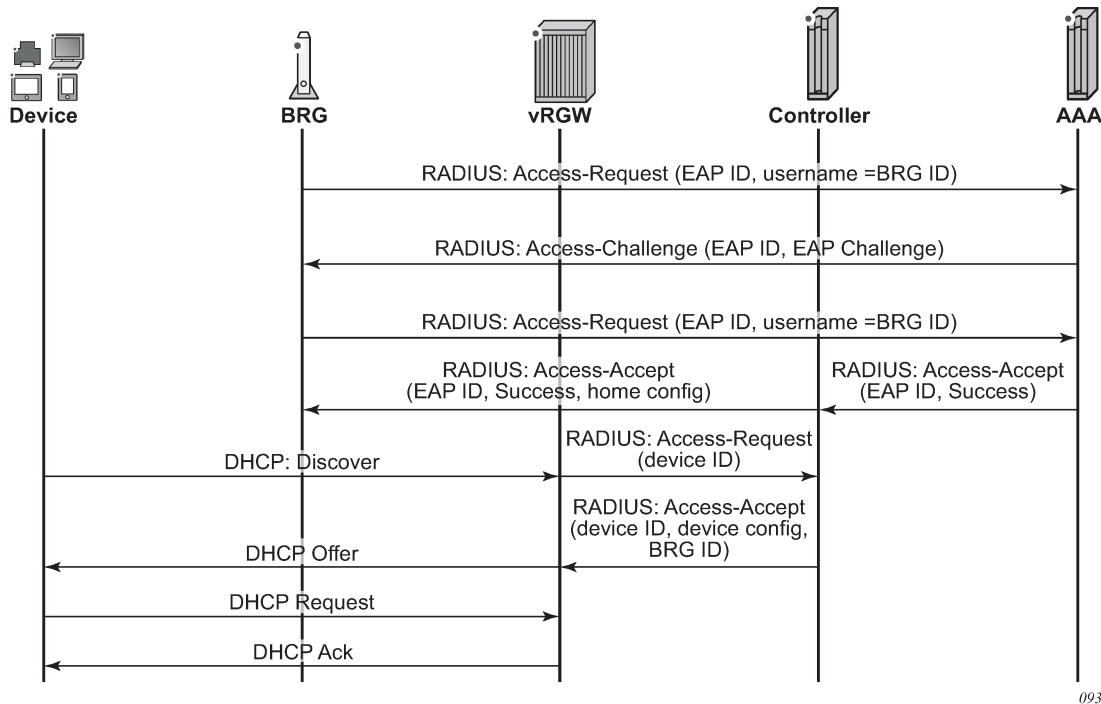 Device
BRG
vRGW
Controller
AAA
RADIUS: Access-Request (EAP ID, username =BRG ID)
RADIUS: Access-Challenge (EAP ID, EAP Challenge)
RADIUS: Access-Request (EAP ID, username =BRG ID)
RADIUS: Access-Accept
(EAP ID, Success, home config)
RADIUS: Access-Accept
(EAP ID, Success)
DHCP: Discover
RADIUS: Access-Request
(device ID)
RADIUS: Access-Accept
(device ID, device config,
BRG ID)
DHCP Offer
DHCP Request
DHCP Ack
093